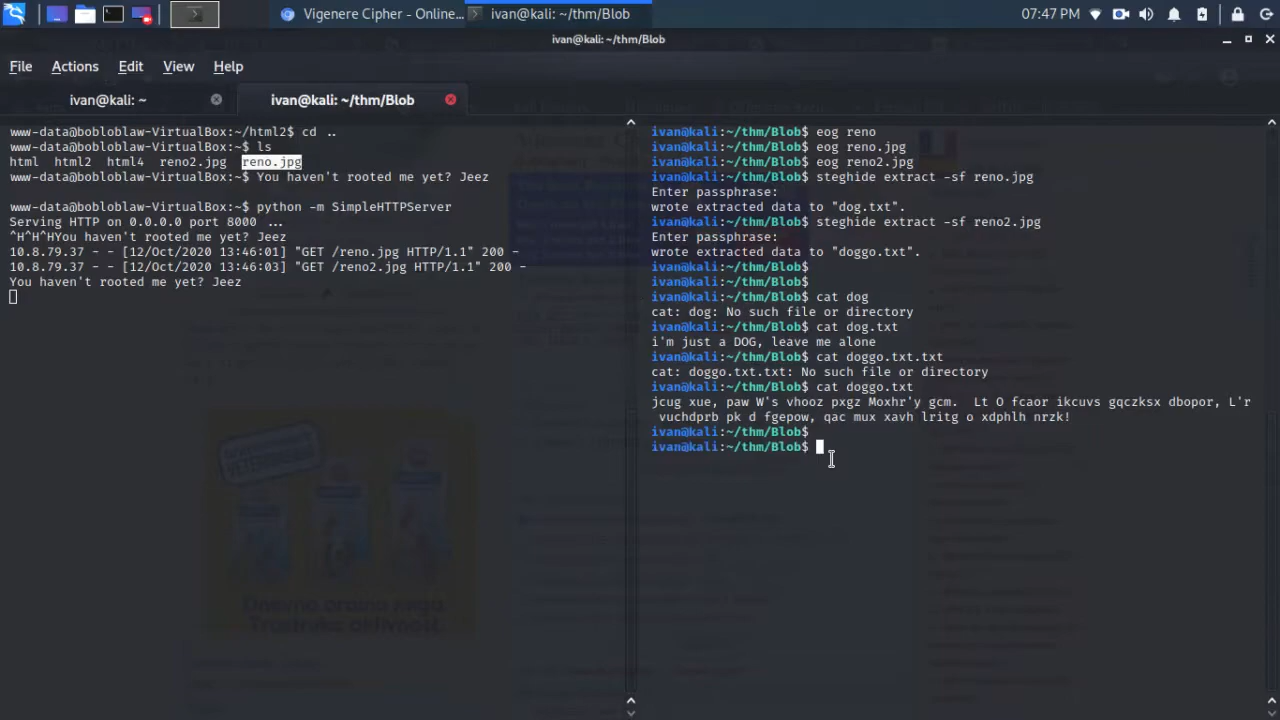 Vigenere Cipher - Online...
ivan@kali: ~/thm/Blob
07:47 PM
ivan@kali: ~/thm/Blob
File Actions Edit View Help
ivan@kali: ~
ivan@kali: ~/thm/Blob
www-data@bobloblaw-VirtualBox:~/html2$ cd ..
www-data@bobloblaw-VirtualBox:~$ ls
html html2 html4 reno2.jpg reno.jpg
www-data@bobloblaw-VirtualBox:~$ You haven't rooted me yet? Jeez
www-data@bobloblaw-VirtualBox:~$ python -m SimpleHTTPServer
Serving HTTP on 0.0.0.0 port 8000 ...
^H^H^HYou haven't rooted me yet? Jeez
10.8.79.37 - - [12/Oct/2020 13:46:01] "GET /reno.jpg HTTP/1.1" 200 -
10.8.79.37 - - [12/Oct/2020 13:46:03] "GET /reno2.jpg HTTP/1.1" 200 -
You haven't rooted me yet? Jeez
ivan@kali:~/thm/Blob$ eog reno
ivan@kali:~/thm/Blob$ eog reno.jpg
ivan@kali:~/thm/Blob$ eog reno2.jpg
ivan@kali:~/thm/Blob$ steghide extract -sf reno.jpg
Enter passphrase:
wrote extracted data to "dog.txt".
ivan@kali:~/thm/Blob$ steghide extract -sf reno2.jpg
Enter passphrase:
wrote extracted data to "doggo.txt".
ivan@kali:~/thm/Blob$
ivan@kali:~/thm/Blob$
ivan@kali:~/thm/Blob$ cat dog
cat: dog: No such file or directory
ivan@kali:~/thm/Blob$ cat dog.txt
i'm just a DOG, leave me alone
ivan@kali:~/thm/Blob$ cat doggo.txt.txt
cat: doggo.txt.txt: No such file or directory
ivan@kali:~/thm/Blob$ cat doggo.txt
jcug xue, paw W's vhooz pxgz Moxhr'y gcm.  Lt O fcaor ikcuvs gqczksx dbopor, L'r
vuchdprb pk d fgepow, qac mux xavh lritg o xdphlh nrzk!
ivan@kali:~/thm/Blob$
ivan@kali:~/thm/Blob$
Dnevno hrani snagu
Trostruka aktivnost.